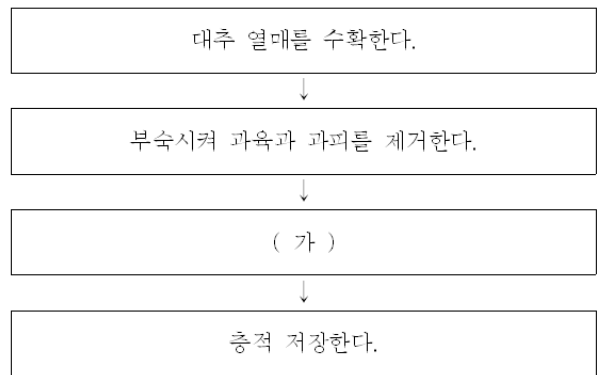 대추 열매를 수확한다.
↓
부숙시켜 과육과 과피를 제거한다.
↓
( 가 )
↓
층적 저장한다.